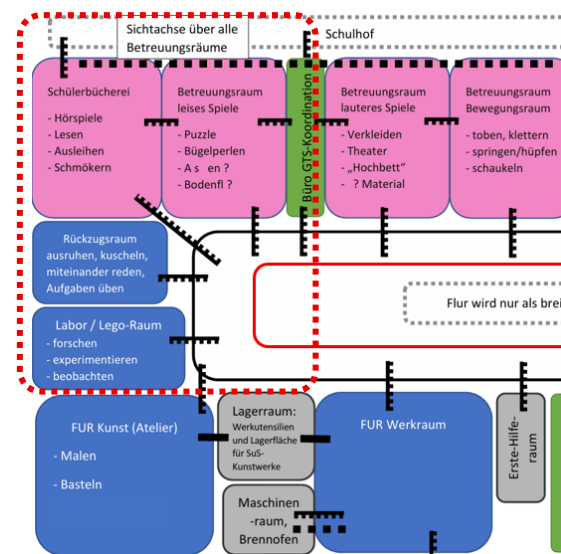 Sichtachse über alle
Betreuungsräume
Schulhof
Schülerbücherei
- Hörspiele
- Lesen
- Ausleihen
- Schmökern
Betreuungsraum
leises Spiele
- Puzzle
- Bügelperlen
- A s en ?
- Bodenfl ?
Büro GTS-Koordination
Betreuungsraum
lauteres Spiele
- Verkleiden
- Theater
- „Hochbett“
- ? Material
Betreuungsraum
Bewegungsraum
- toben, klettern
- springen/hüpfen
- schaukeln
Rückzugsraum
ausruhen, kuscheln,
miteinander reden,
Aufgaben üben
Flur wird nur als brei
Labor / Lego-Raum
- forschen
- experimentieren
- beobachten
FUR Kunst (Atelier)
- Malen
- Basteln
Lagerraum:
Werkutensilien
und Lagerfläche
für SuS-
Kunstwerke
FUR Werkraum
Erste-Hilfe-
raum
Maschinen
-raum,
Brennofen